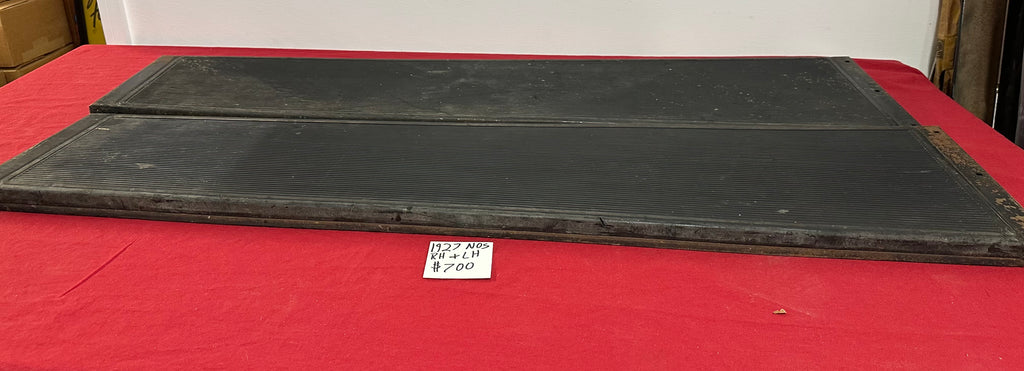 1927 NOS
RH + LH
$700